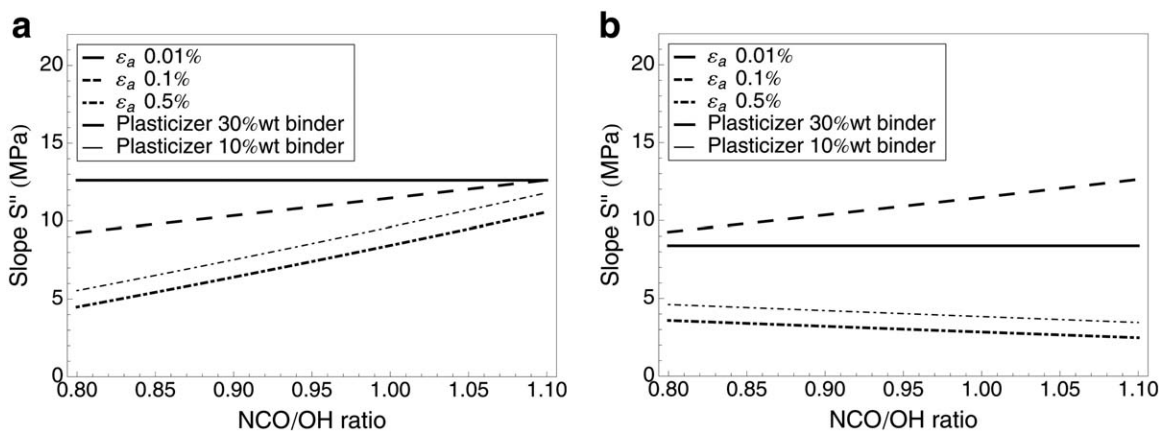 a
Slope S" (MPa)
20
15
10
5
0
εa 0.01%
εa 0.1%
εa 0.5%
Plasticizer 30%wt binder
Plasticizer 10%wt binder
0.80 0.85 0.90 0.95 1.00 1.05 1.10
NCO/OH ratio
b
Slope S" (MPa)
20
15
10
5
0
εa 0.01%
εa 0.1%
εa 0.5%
Plasticizer 30%wt binder
Plasticizer 10%wt binder
0.80 0.85 0.90 0.95 1.00 1.05 1.10
NCO/OH ratio